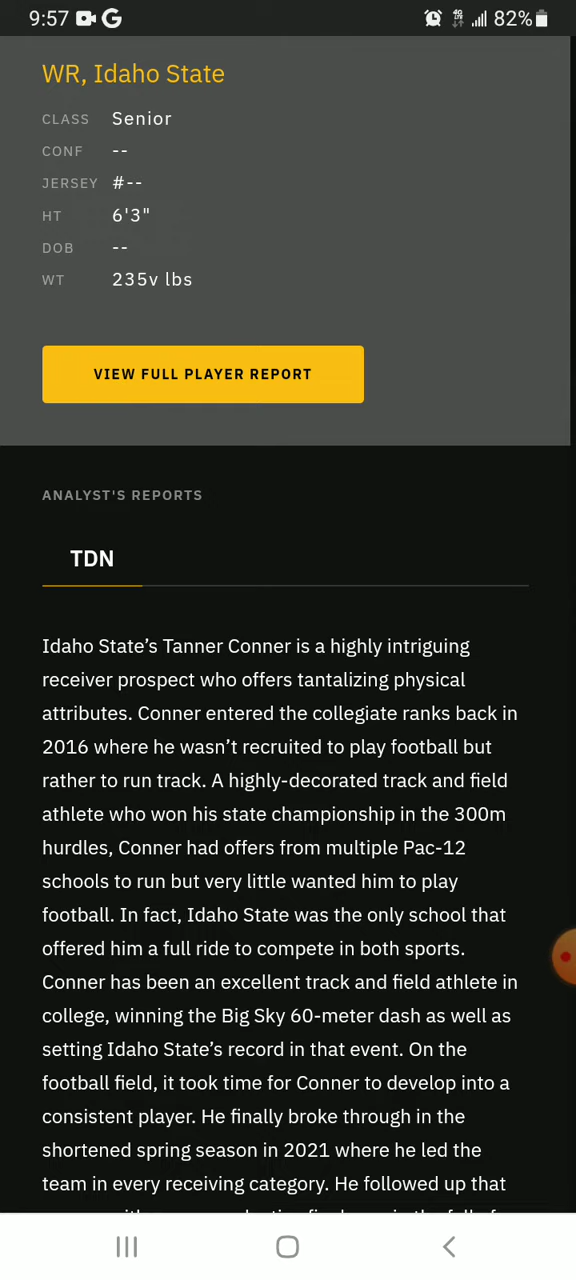 9:57 4G LTE 82%
WR, Idaho State
CLASS Senior
CONF --
JERSEY #--
HT 6'3"
DOB --
WT 235v lbs
VIEW FULL PLAYER REPORT
ANALYST'S REPORTS
TDN
Idaho State’s Tanner Conner is a highly intriguing
receiver prospect who offers tantalizing physical
attributes. Conner entered the collegiate ranks back in
2016 where he wasn’t recruited to play football but
rather to run track. A highly-decorated track and field
athlete who won his state championship in the 300m
hurdles, Conner had offers from multiple Pac-12
schools to run but very little wanted him to play
football. In fact, Idaho State was the only school that
offered him a full ride to compete in both sports.
Conner has been an excellent track and field athlete in
college, winning the Big Sky 60-meter dash as well as
setting Idaho State’s record in that event. On the
football field, it took time for Conner to develop into a
consistent player. He finally broke through in the
shortened spring season in 2021 where he led the
team in every receiving category. He followed up that